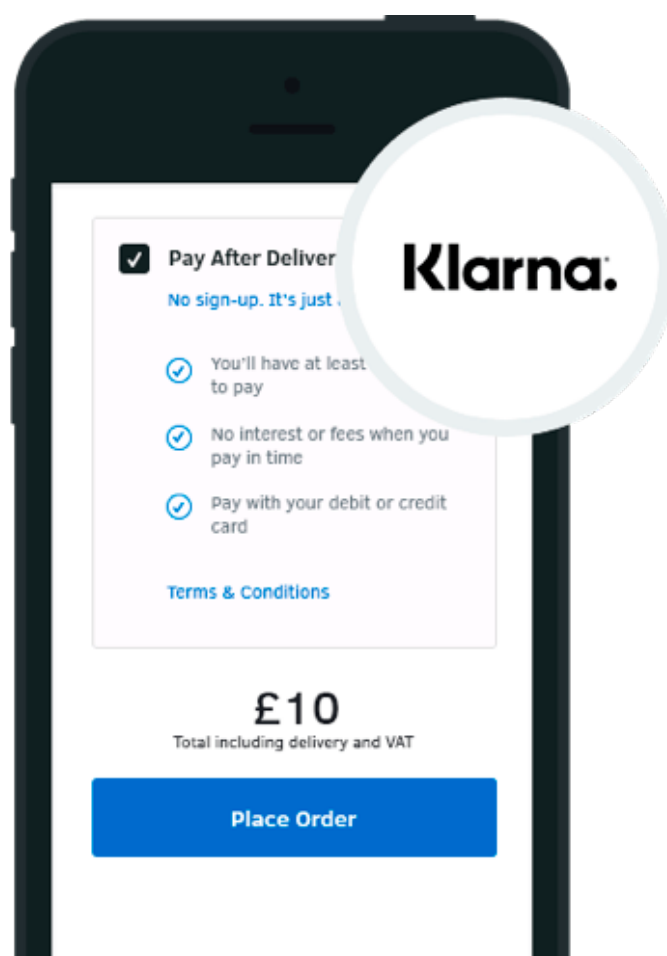 Pay After Deliver
Klarna.
No sign-up. It's just
You'll have at least
to pay
No interest or fees when you
pay in time
Pay with your debit or credit
card
Terms & Conditions
£10
Total including delivery and VAT
Place Order